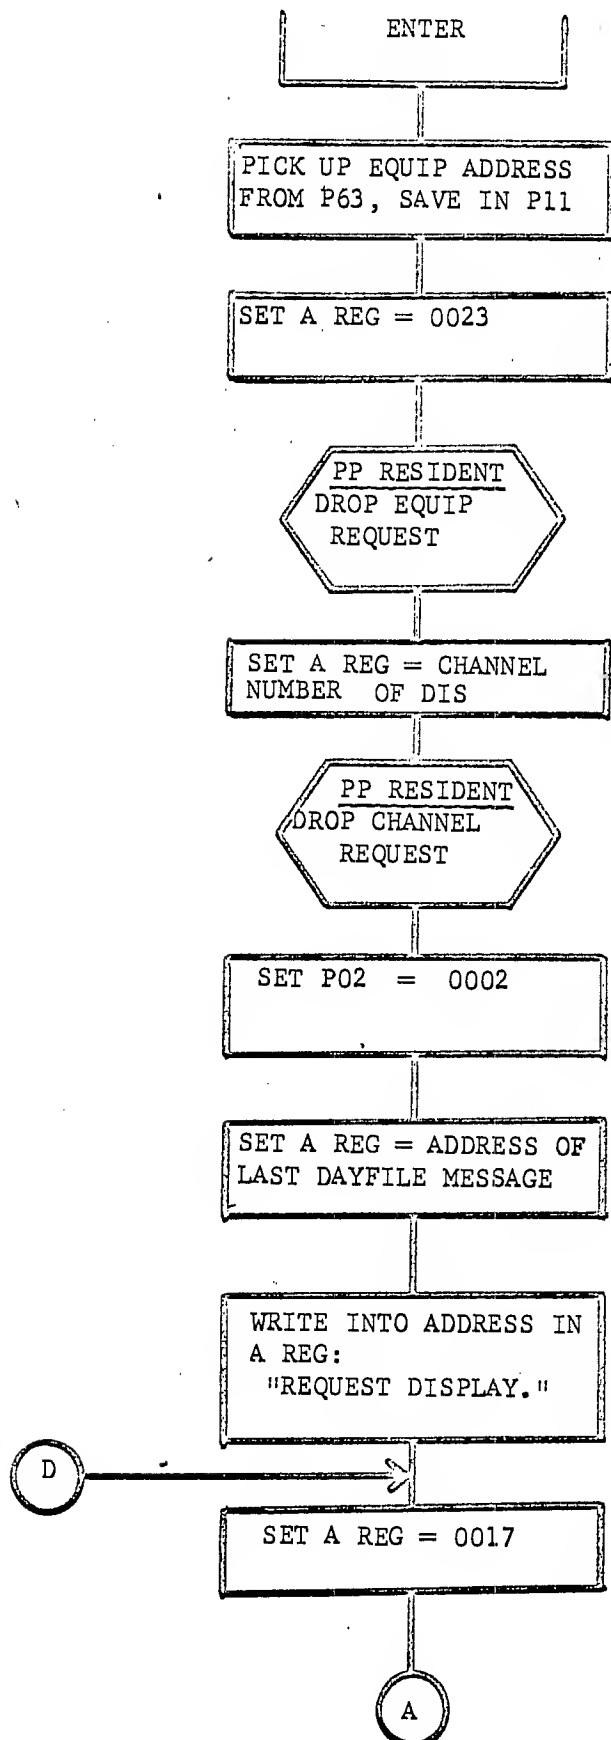 ENTER
PICK UP EQUIP ADDRESS
FROM P63, SAVE IN P11
SET A REG = 0023
PP RESIDENT
DROP EQUIP
REQUEST
SET A REG = CHANNEL
NUMBER OF DIS
PP RESIDENT
DROP CHANNEL
REQUEST
SET P02 = 0002
SET A REG = ADDRESS OF
LAST DAYFILE MESSAGE
WRITE INTO ADDRESS IN
A REG:
"REQUEST DISPLAY."
D
SET A REG = 0017
A